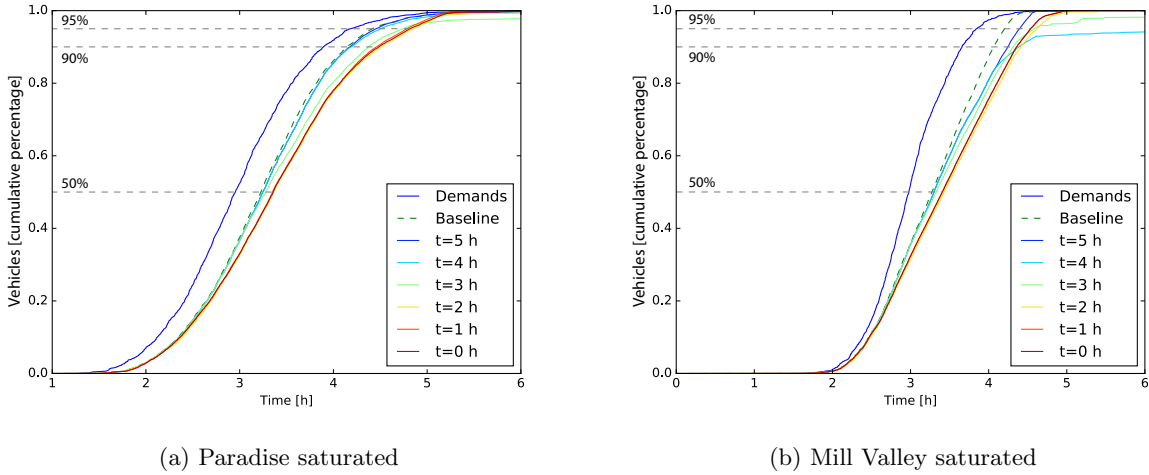 1.0
95%
90%
0.8
0.6
50%
0.4
0.2
0.0
Vehicles [cumulative percentage]
Demands
Baseline
t=5 h
t=4 h
t=3 h
t=2 h
t=1 h
t=0 h
1 2 3 4 5 6
Time [h]
(a) Paradise saturated
1.0
95%
90%
0.8
0.6
50%
0.4
0.2
0.0
Vehicles [cumulative percentage]
Demands
Baseline
t=5 h
t=4 h
t=3 h
t=2 h
t=1 h
t=0 h
0 1 2 3 4 5 6
Time [h]
(b) Mill Valley saturated